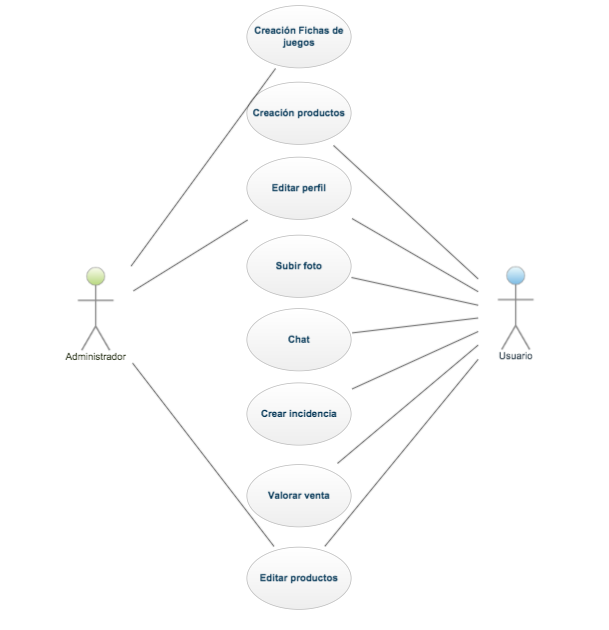 Creación Fichas de
juegos
Creación productos
Editar perfil
Subir foto
Administrador
Usuario
Chat
Crear incidencia
Valorar venta
Editar productos